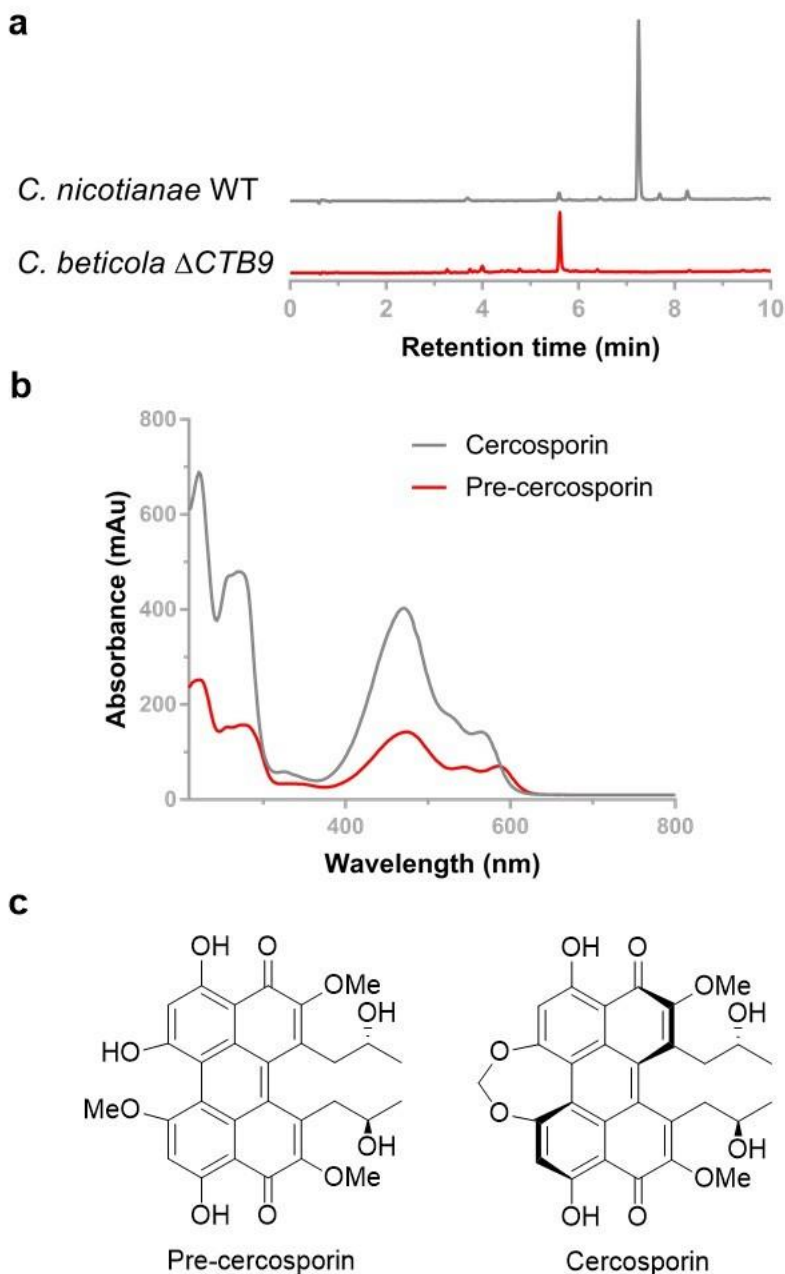 a
C. nicotianae WT
C. beticola ΔCTB9
0 2 4 6 8 10
Retention time (min)
b
800
600
400
200
0
Absorbance (mAu)
Cercosporin
Pre-cercosporin
400 600 800
Wavelength (nm)
c
OH O
OMe
OH
HO
MeO
OH
OMe
OH O
Pre-cercosporin
OH O
OMe
OH
O
O
OH
OMe
OH O
Cercosporin